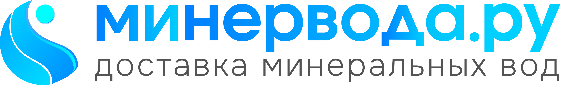 минервода.ру
доставка минеральных вод